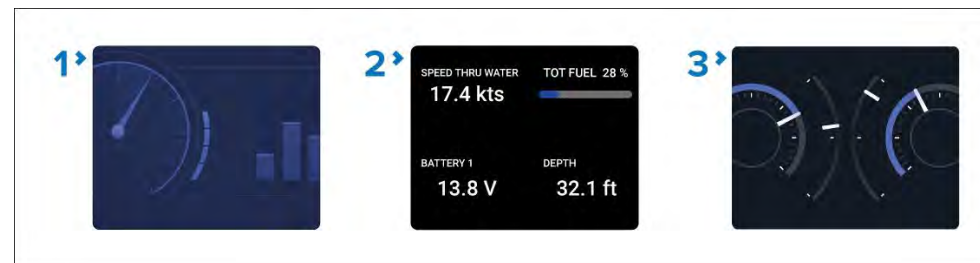 1
2
SPEED THRU WATER
17.4 kts
TOT FUEL 28 %
BATTERY 1
13.8 V
DEPTH
32.1 ft
3